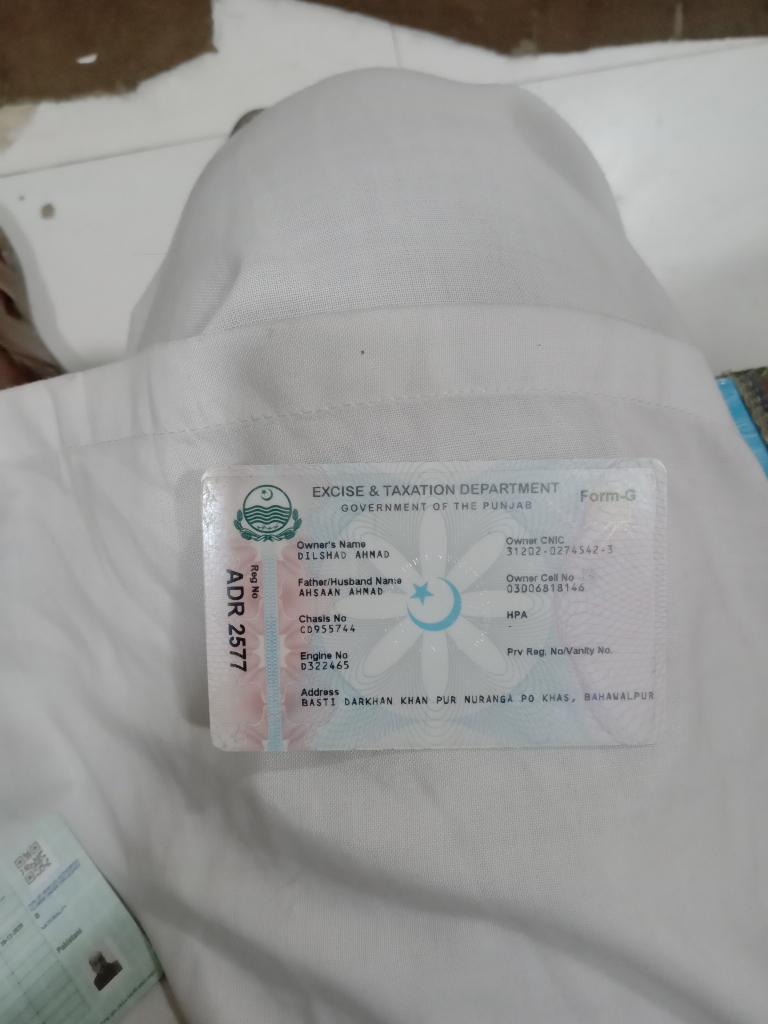 EXCISE & TAXATION DEPARTMENT
GOVERNMENT OF THE PUNJAB
Form-G
Reg No
ADR 2577
Owner's Name
DILSHAD AHMAD
Owner CNIC
31202-0274542-3
Father/Husband Name
AHSAAN AHMAD
Owner Cell No
03006818146
Chasis No
CD955744
HPA
-
Engine No
D322465
Prv Reg. No/Vanity No.
Address
BASTI DARKHAN KHAN PUR NURANGA PO KHAS, BAHAWALPUR
Pakistani